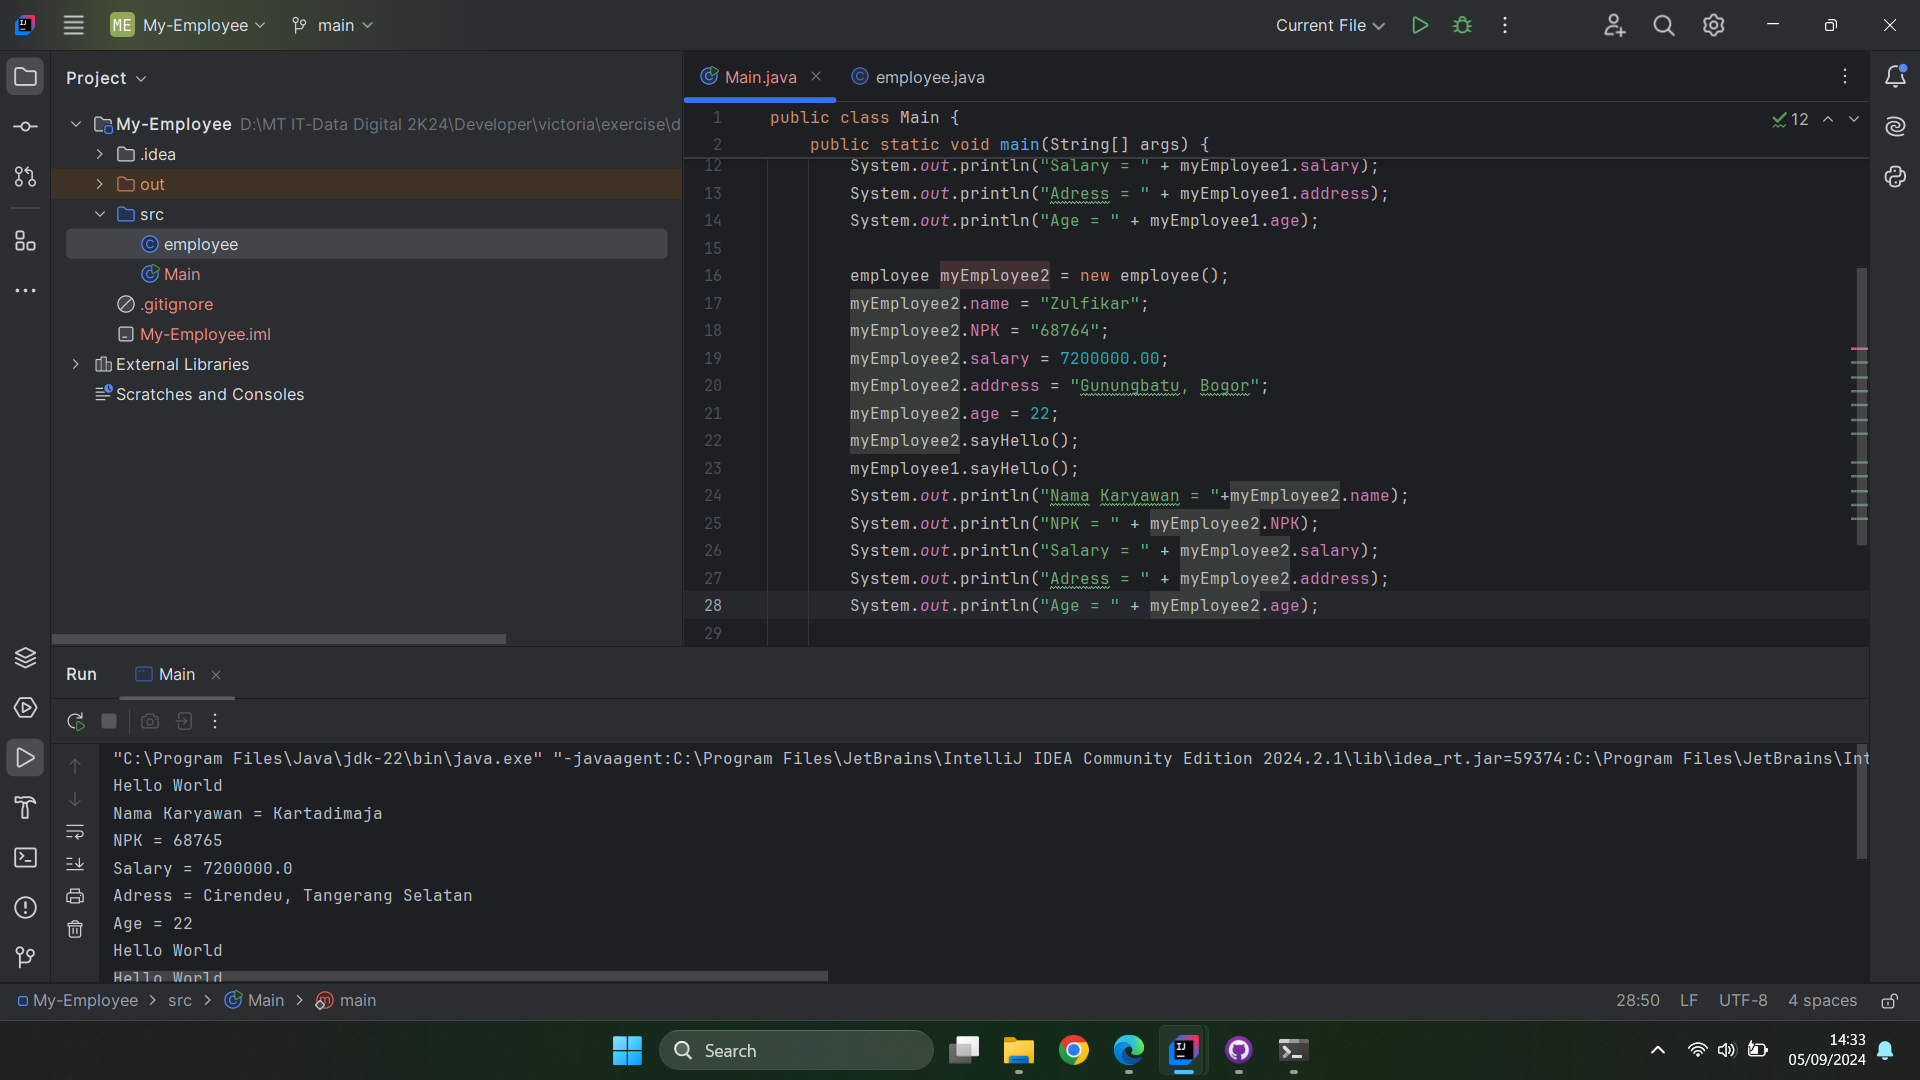 ME My-Employee main Current File
Project
Main.java employee.java
My-Employee D:\MT IT-Data Digital 2K24\Developer\victoria\exercise\d
.idea
out
src
employee
Main
.gitignore
My-Employee.iml
External Libraries
Scratches and Consoles
12
1 public class Main {
2 public static void main(String[] args) {
12 System.out.println("Salary = " + myEmployee1.salary);
13 System.out.println("Adress = " + myEmployee1.address);
14 System.out.println("Age = " + myEmployee1.age);
15
16 employee myEmployee2 = new employee();
17 myEmployee2.name = "Zulfikar";
18 myEmployee2.NPK = "68764";
19 myEmployee2.salary = 7200000.00;
20 myEmployee2.address = "Gunungbatu, Bogor";
21 myEmployee2.age = 22;
22 myEmployee2.sayHello();
23 myEmployee1.sayHello();
24 System.out.println("Nama Karyawan = "+myEmployee2.name);
25 System.out.println("NPK = " + myEmployee2.NPK);
26 System.out.println("Salary = " + myEmployee2.salary);
27 System.out.println("Adress = " + myEmployee2.address);
28 System.out.println("Age = " + myEmployee2.age);
29
Run Main
"C:\Program Files\Java\jdk-22\bin\java.exe" "-javaagent:C:\Program Files\JetBrains\IntelliJ IDEA Community Edition 2024.2.1\lib\idea_rt.jar=59374:C:\Program Files\JetBrains\Int
Hello World
Nama Karyawan = Kartadimaja
NPK = 68765
Salary = 7200000.0
Adress = Cirendeu, Tangerang Selatan
Age = 22
Hello World
Hello World
My-Employee > src > Main > main 28:50 LF UTF-8 4 spaces
Search
14:33
05/09/2024